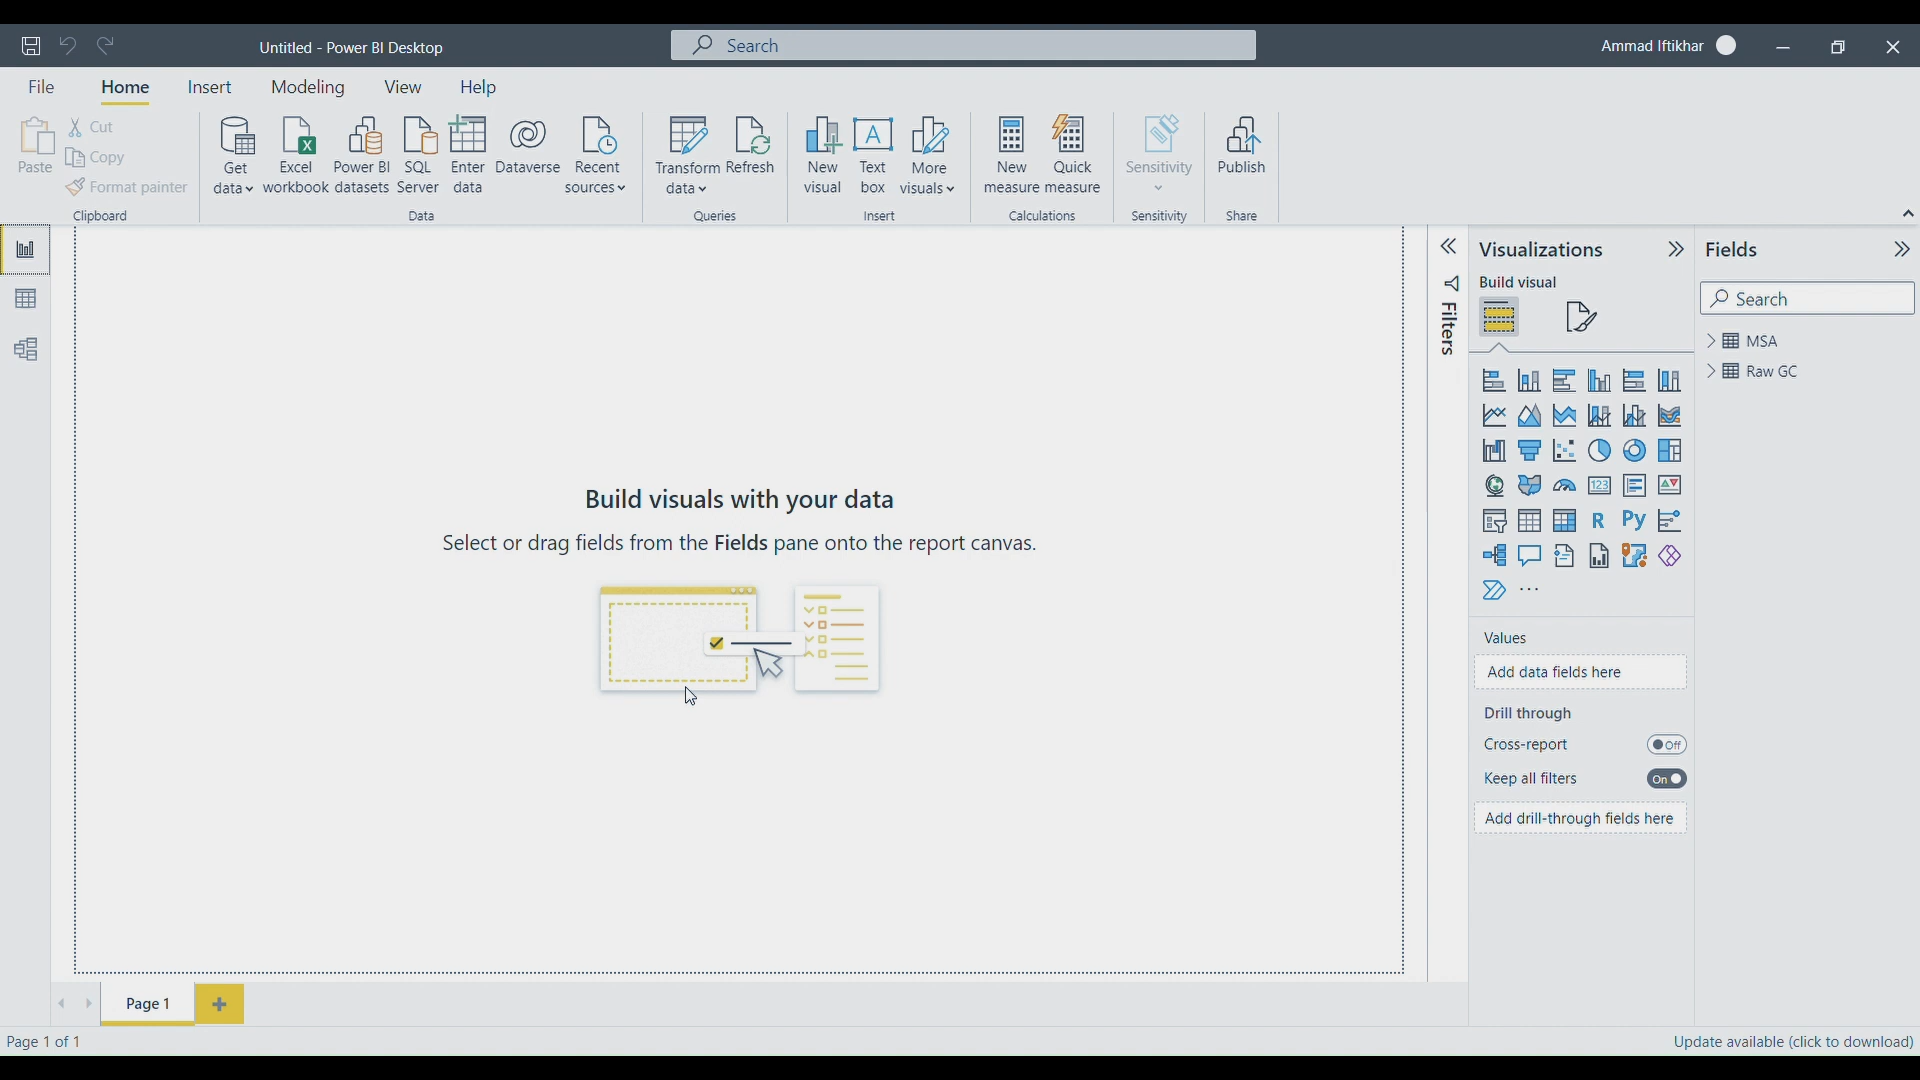 Untitled - Power BI Desktop
Search
Ammad Iftikhar
File Home Insert Modeling View Help
Paste
Cut
Copy
Format painter
Clipboard
Get data
Excel workbook
Power BI datasets
SQL Server
Enter data
Dataverse
Recent sources
Data
Transform data
Refresh
Queries
New visual
A
Text box
More visuals
Insert
New measure
Quick measure
Calculations
Sensitivity
Sensitivity
Publish
Share
Build visuals with your data
Select or drag fields from the Fields pane onto the report canvas.
Filters
Visualizations
Build visual
123
R
Py
Values
Add data fields here
Drill through
Cross-report
Off
Keep all filters
On
Add drill-through fields here
Fields
Search
MSA
Raw GC
Page 1
Page 1 of 1
Update available (click to download)